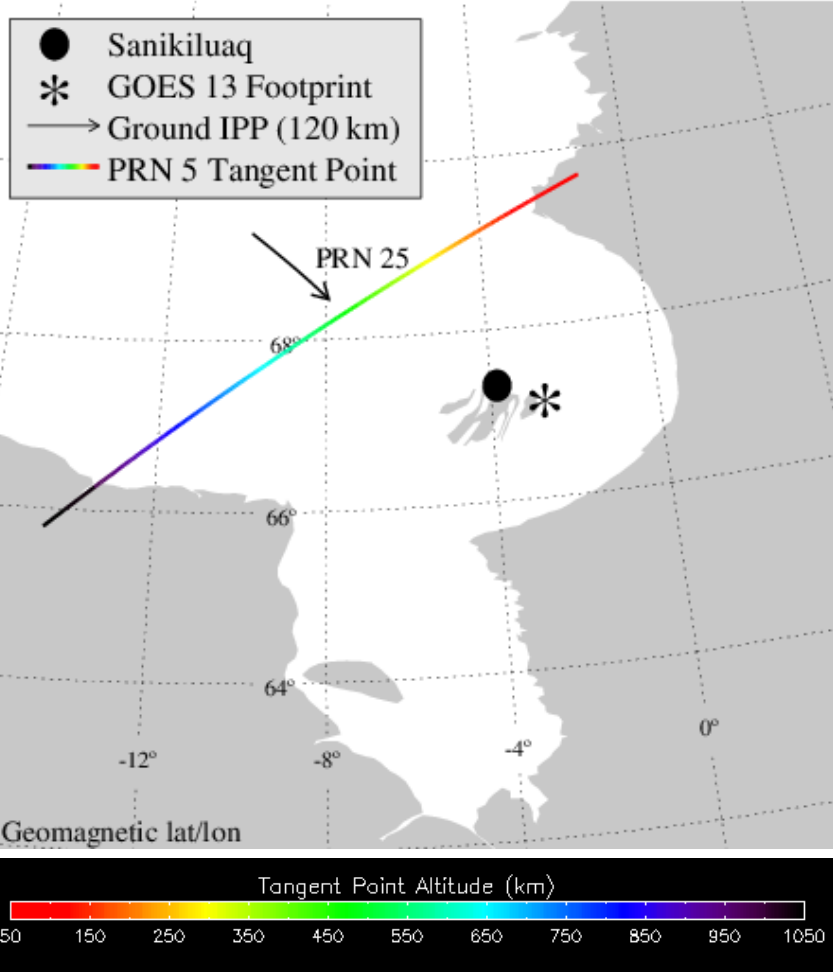 Sanikiluaq
GOES 13 Footprint
Ground IPP (120 km)
PRN 5 Tangent Point
PRN 25
68°
66°
64°
-12°
-8°
-4°
0°
Geomagnetic lat/lon
Tangent Point Altitude (km)
50 150 250 350 450 550 650 750 850 950 1050